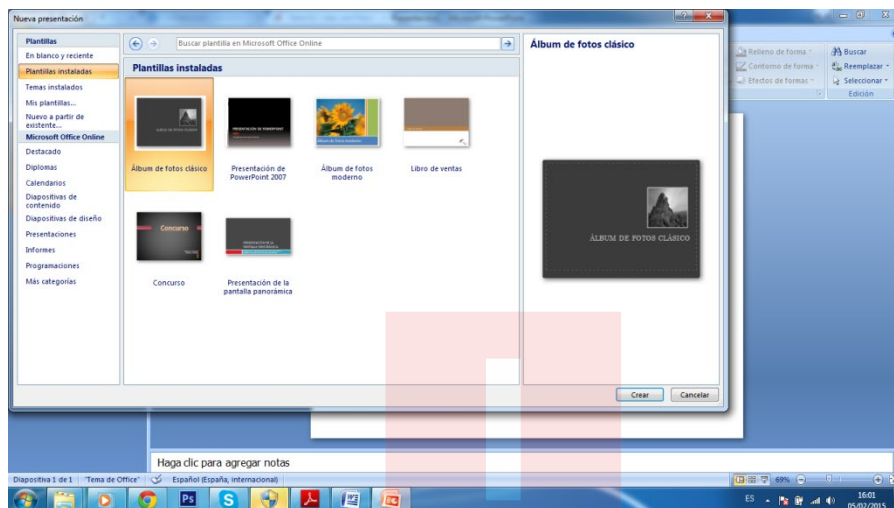 Nueva presentación
Plantillas
En blanco y reciente
Plantillas instaladas
Temas instalados
Mis plantillas...
Nuevo a partir de
existente...
Microsoft Office Online
Destacado
Diplomas
Calendarios
Diapositivas de
contenido
Diapositivas de diseño
Presentaciones
Informes
Programaciones
Más categorías
Buscar plantilla en Microsoft Office Online
Plantillas instaladas
Álbum de fotos clásico
PRESENTACIÓN DE POWERPOINT
Presentación de
PowerPoint 2007
Álbum de fotos
moderno
Libro de ventas
Concurso
Concurso
Presentación de la
pantalla panorámica
Álbum de fotos clásico
ÁLBUM DE FOTOS CLÁSICO
Crear
Cancelar
Relleno de forma
Contorno de forma
Efectos de formas
Buscar
Reemplazar
Seleccionar
Edición
Haga clic para agregar notas
Diapositiva 1 de 1
"Tema de Office"
Español (España, internacional)
69%
Ps
S
W
ES
16:01
05/02/2015